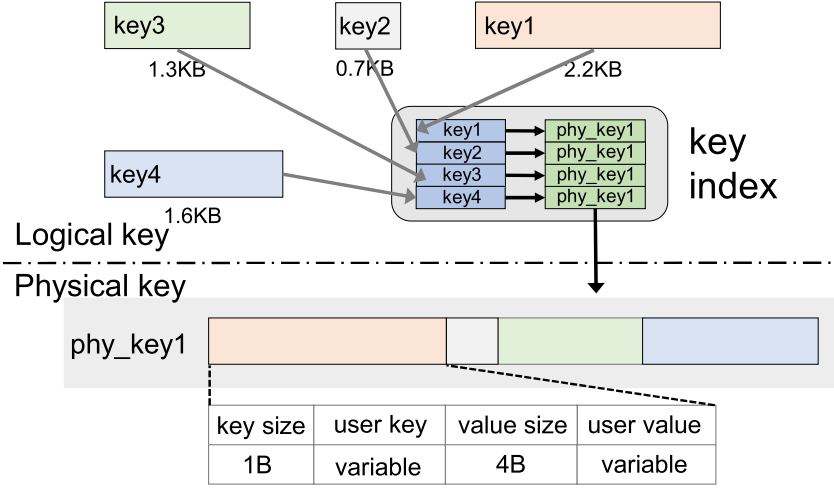 key3
key2
key1
1.3KB
0.7KB
2.2KB
key1 phy_key1
key2 phy_key1
key3 phy_key1
key4 phy_key1
key
index
key4
1.6KB
Logical key
Physical key
phy_key1
key size user key value size user value
1B variable 4B variable